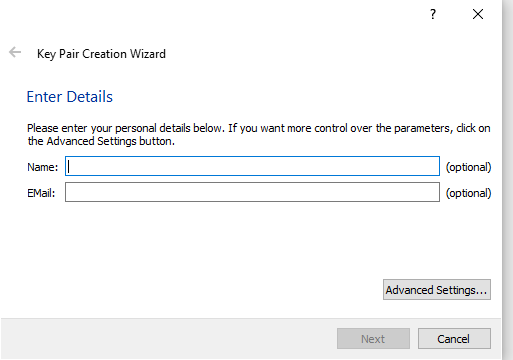 ?
Key Pair Creation Wizard
Enter Details
Please enter your personal details below. If you want more control over the parameters, click on
the Advanced Settings button.
Name: (optional)
EMail: (optional)
Advanced Settings...
Next Cancel